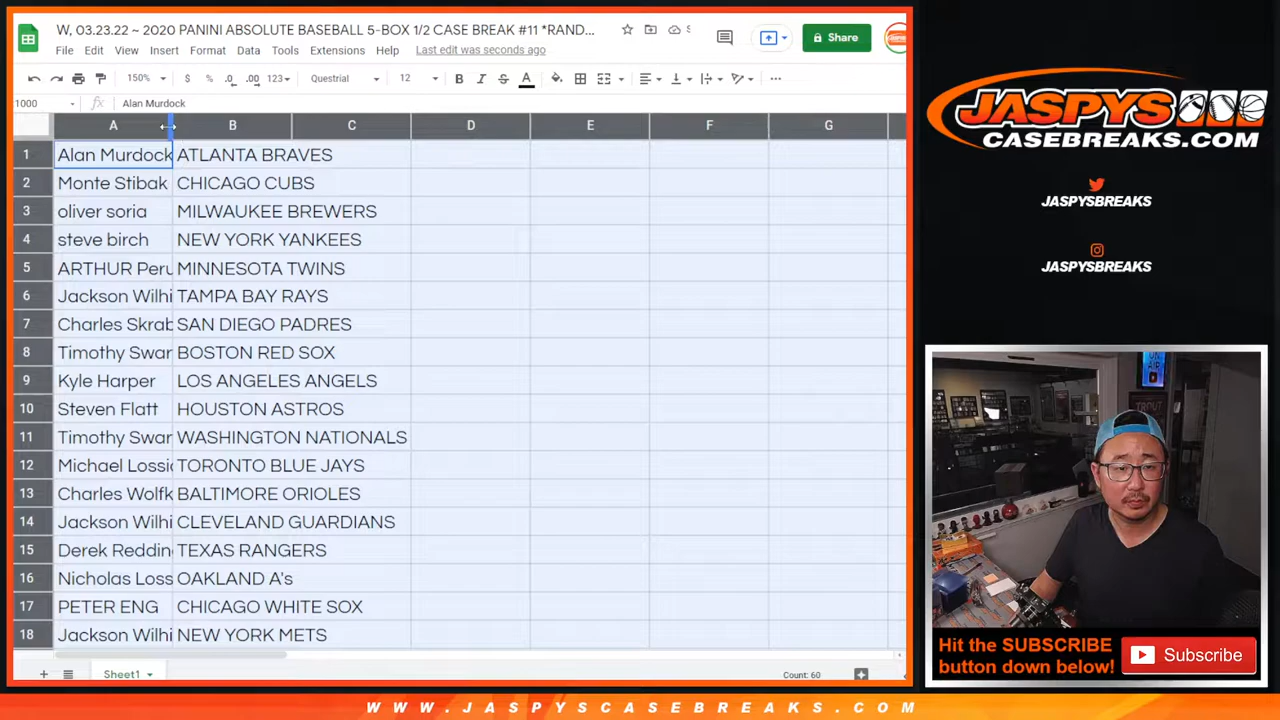 W, 03.23.22 ~ 2020 PANINI ABSOLUTE BASEBALL 5-BOX 1/2 CASE BREAK #11 *RAND...
File Edit View Insert Format Data Tools Extensions Help Last edit was seconds ago
Share
150% $ % .0 .00 123 Questrial 12 B I S A
1000 fx Alan Murdock
A B C D E F G
1 Alan Murdock ATLANTA BRAVES
2 Monte Stibak CHICAGO CUBS
3 oliver soria MILWAUKEE BREWERS
4 steve birch NEW YORK YANKEES
5 ARTHUR Peru MINNESOTA TWINS
6 Jackson Wilhi TAMPA BAY RAYS
7 Charles Skrab SAN DIEGO PADRES
8 Timothy Swar BOSTON RED SOX
9 Kyle Harper LOS ANGELES ANGELS
10 Steven Flatt HOUSTON ASTROS
11 Timothy Swar WASHINGTON NATIONALS
12 Michael Lossi TORONTO BLUE JAYS
13 Charles Wolfk BALTIMORE ORIOLES
14 Jackson Wilhi CLEVELAND GUARDIANS
15 Derek Reddin TEXAS RANGERS
16 Nicholas Loss OAKLAND A's
17 PETER ENG CHICAGO WHITE SOX
18 Jackson Wilhi NEW YORK METS
Sheet1
Count: 60
JASPYS
CASEBREAKS.COM
JASPYSBREAKS
JASPYSBREAKS
ON AIR
TROUT
Hit the SUBSCRIBE
button down below!
Subscribe
WWW.JASPYSCASEBREAKS.COM